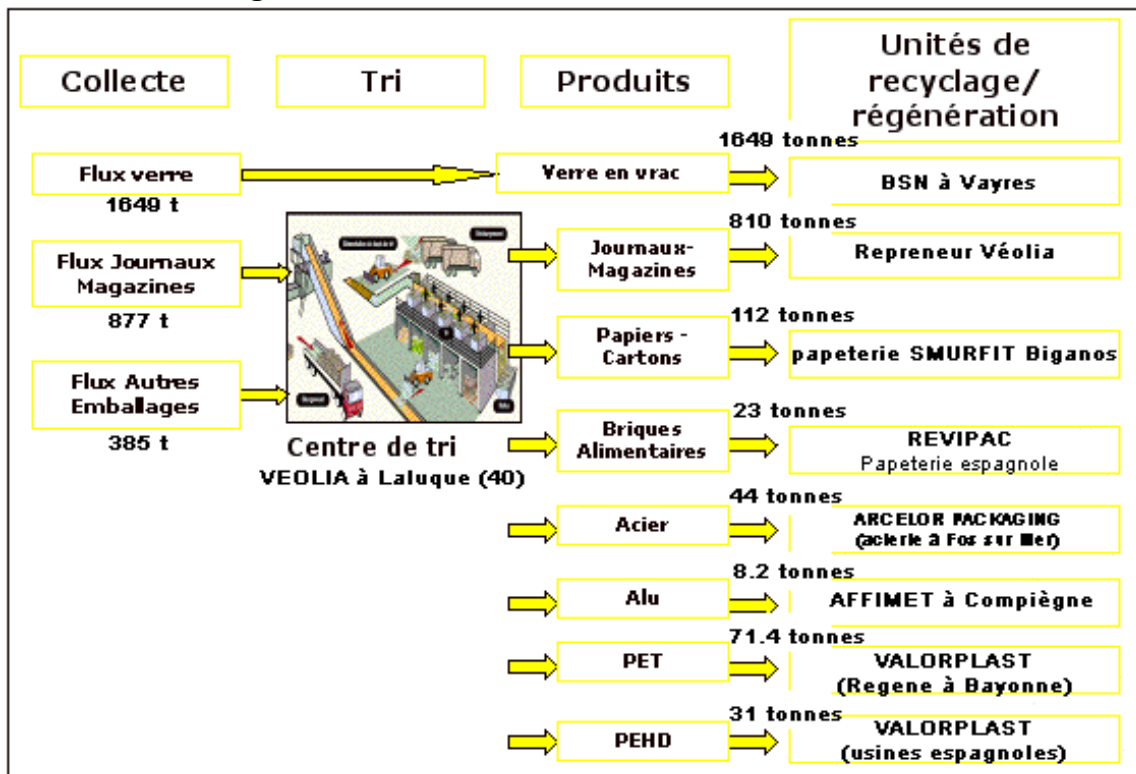 Collecte
Tri
Produits
Unités de
recyclage/
régénération
Flux verre
1649 t
Verre en vrac
1649 tonnes
BSN à Vayres
Flux Journaux
Magazines
877 t
Journaux-
Magazines
810 tonnes
Repreneur Véolia
Papiers -
Cartons
112 tonnes
papeterie SMURFIT Biganos
Flux Autres
Emballages
385 t
Centre de tri
VEOLIA à Laluque (40)
Briques
Alimentaires
23 tonnes
REVIPAC
Papeterie espagnole
Acier
44 tonnes
ARCELOR PACKAGING
(acierie à Fos sur Mer)
Alu
8.2 tonnes
AFFIMET à Compiègne
PET
71.4 tonnes
VALORPLAST
(Regene à Bayonne)
PEHD
31 tonnes
VALORPLAST
(usines espagnoles)